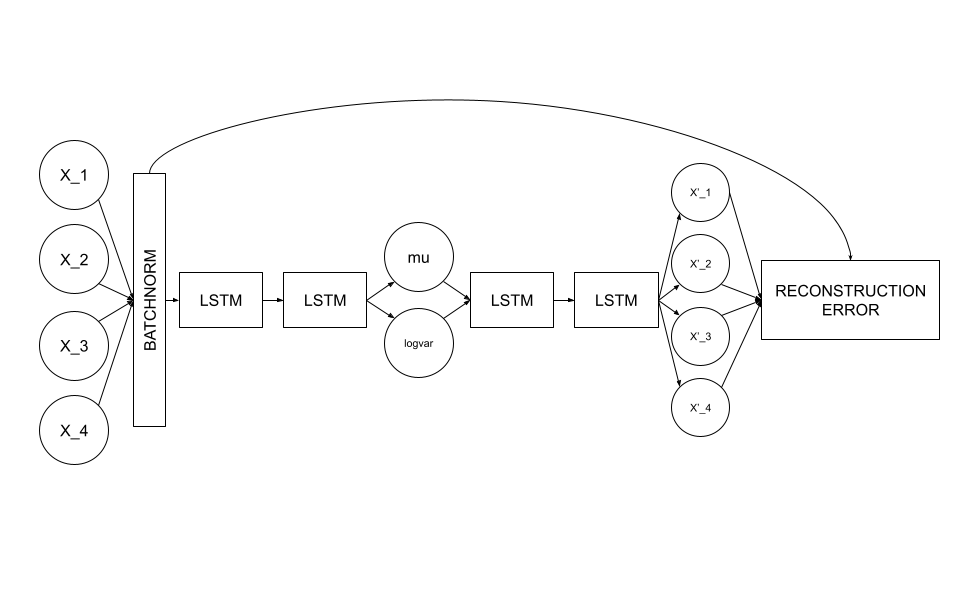 X_1
X_2
X_3
X_4
BATCHNORM
LSTM
LSTM
mu
logvar
LSTM
LSTM
X'_1
X'_2
X'_3
X'_4
RECONSTRUCTION
ERROR